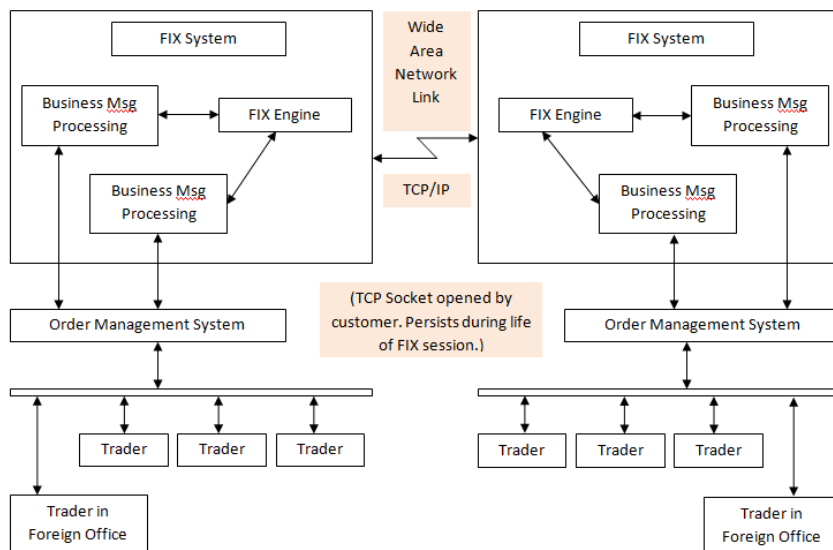 FIX System
Business Msg
Processing
FIX Engine
Business Msg
Processing
Wide
Area
Network
Link
TCP/IP
FIX System
FIX Engine
Business Msg
Processing
Business Msg
Processing
(TCP Socket opened by
customer. Persists during life
of FIX session.)
Order Management System
Order Management System
Trader
Trader
Trader
Trader
Trader
Trader
Trader in
Foreign Office
Trader in
Foreign Office